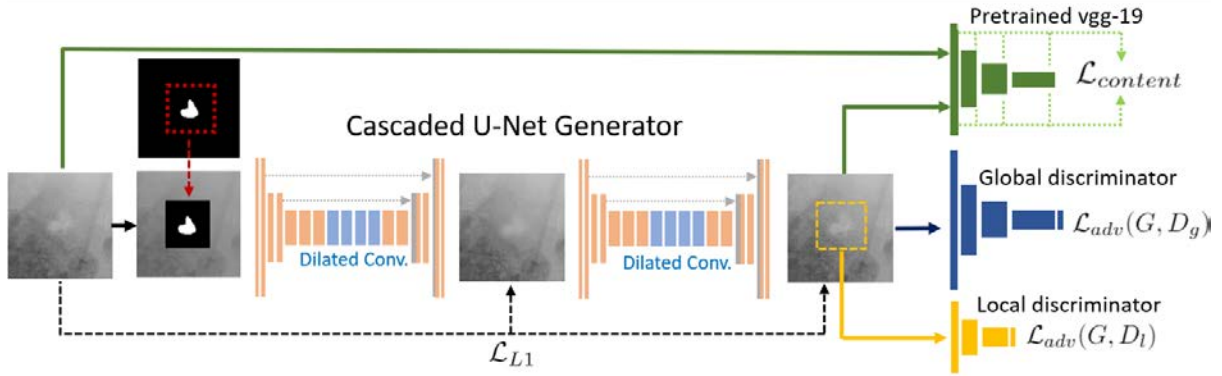 Pretrained vgg-19
ℒ_content
Cascaded U-Net Generator
Global discriminator
ℒ_adv(G, D_g)
Dilated Conv.
Dilated Conv.
Local discriminator
ℒ_adv(G, D_l)
ℒ_L1